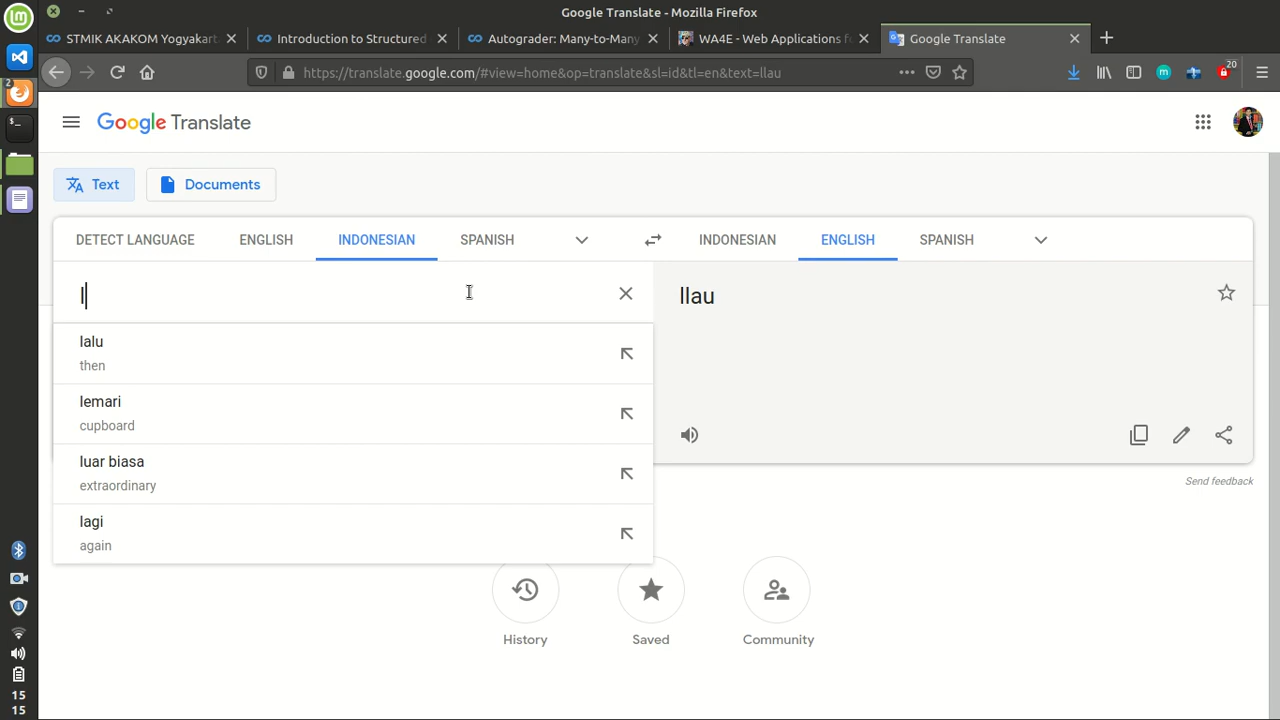 Google Translate - Mozilla Firefox
STMIK AKAKOM Yogyakarta
Introduction to Structured
Autograder: Many-to-Many
WA4E - Web Applications f
Google Translate
2
https://translate.google.com/#view=home&op=translate&sl=id&tl=en&text=llau
20
Google Translate
Text
Documents
DETECT LANGUAGE
ENGLISH
INDONESIAN
SPANISH
INDONESIAN
ENGLISH
SPANISH
l
llau
lalu
then
lemari
cupboard
luar biasa
extraordinary
lagi
again
Send feedback
History
Saved
Community
15
15